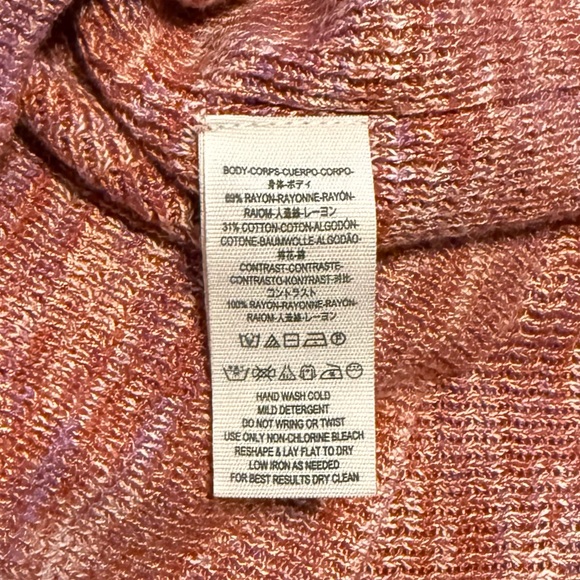 BODY-CORPS-CUERPO-CORPO-
身体-ボディ
69% RAYON-RAYONNE-RAYÓN-
RAIOM-人造絲-レーヨン
31% COTTON-COTON-ALGODÓN-
COTONE-BAUMWOLLE-ALGODÃO-
棉花-綿
CONTRAST-CONTRASTE-
CONTRASTO-KONTRAST-对比-
コントラスト
100% RAYON-RAYONNE-RAYÓN-
RAIOM-人造絲-レーヨン
HAND WASH COLD
MILD DETERGENT
DO NOT WRING OR TWIST
USE ONLY NON-CHLORINE BLEACH
RESHAPE & LAY FLAT TO DRY
LOW IRON AS NEEDED
FOR BEST RESULTS DRY CLEAN